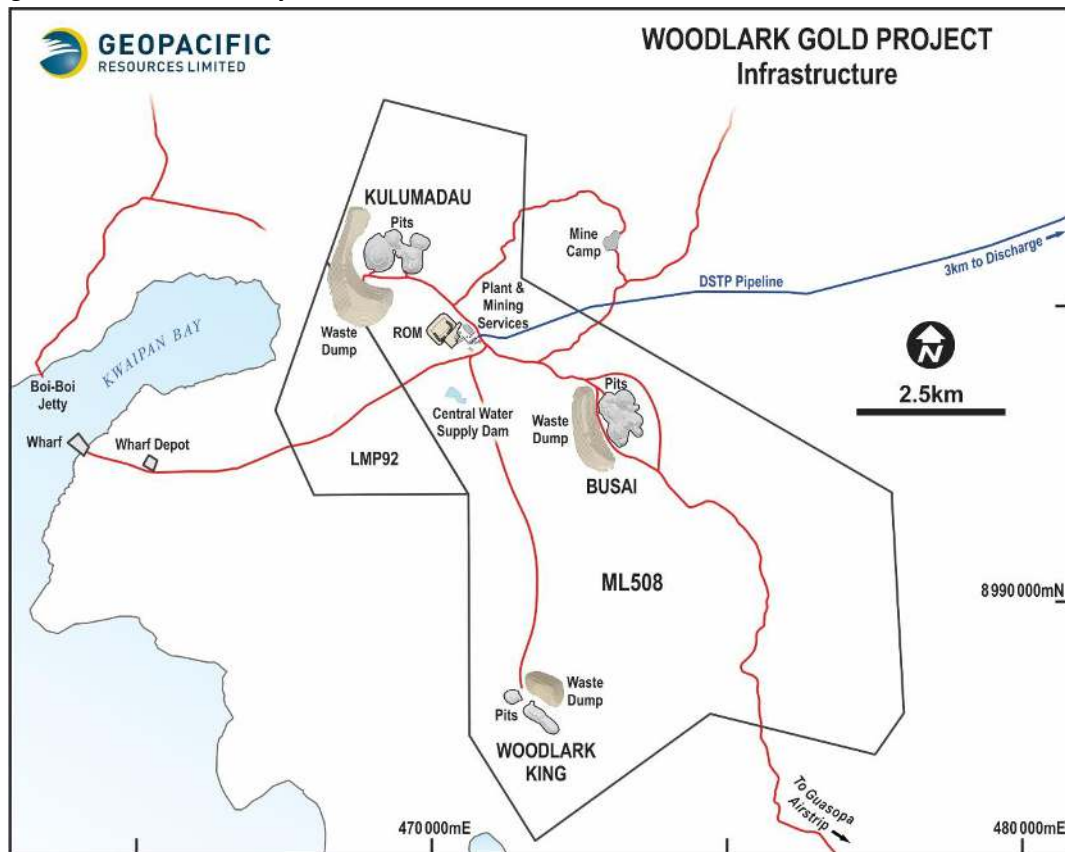 GEOPACIFIC
RESOURCES LIMITED
WOODLARK GOLD PROJECT
Infrastructure
KULUMADAU
Pits
Mine
Camp
3km to Discharge
DSTP Pipeline
Plant &
Mining
Services
ROM
Waste
Dump
KWAIPAN BAY
N
2.5km
Boi-Boi
Jetty
Pits
Central Water
Supply Dam
Waste
Dump
Wharf
Wharf Depot
LMP92
BUSAI
ML508
8 990 000mN
Waste
Dump
Pits
WOODLARK
KING
To Guasopa
Airstrip
470 000mE
480 000mE